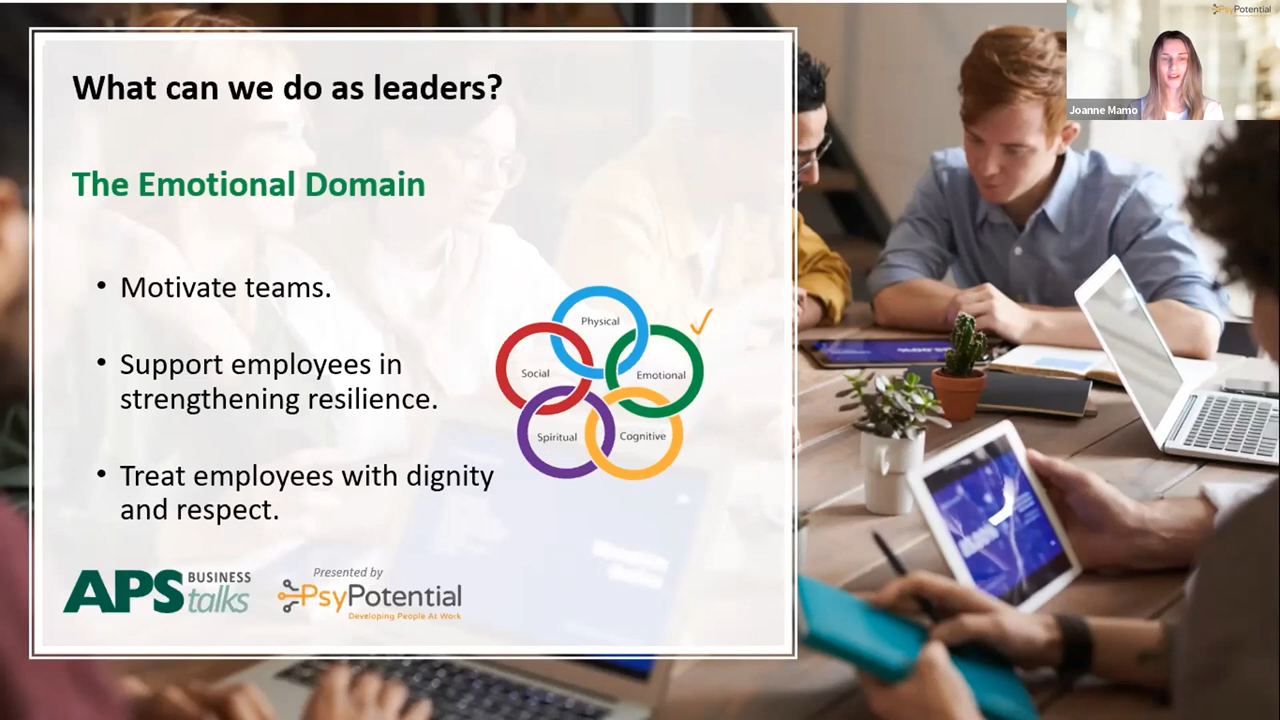 What can we do as leaders?
The Emotional Domain
• Motivate teams.
• Support employees in
strengthening resilience.
• Treat employees with dignity
and respect.
Physical
Social
Emotional
Spiritual
Cognitive
APS BUSINESS
talks
Presented by
PsyPotential
Developing People At Work
PsyPotential
Joanne Mamo